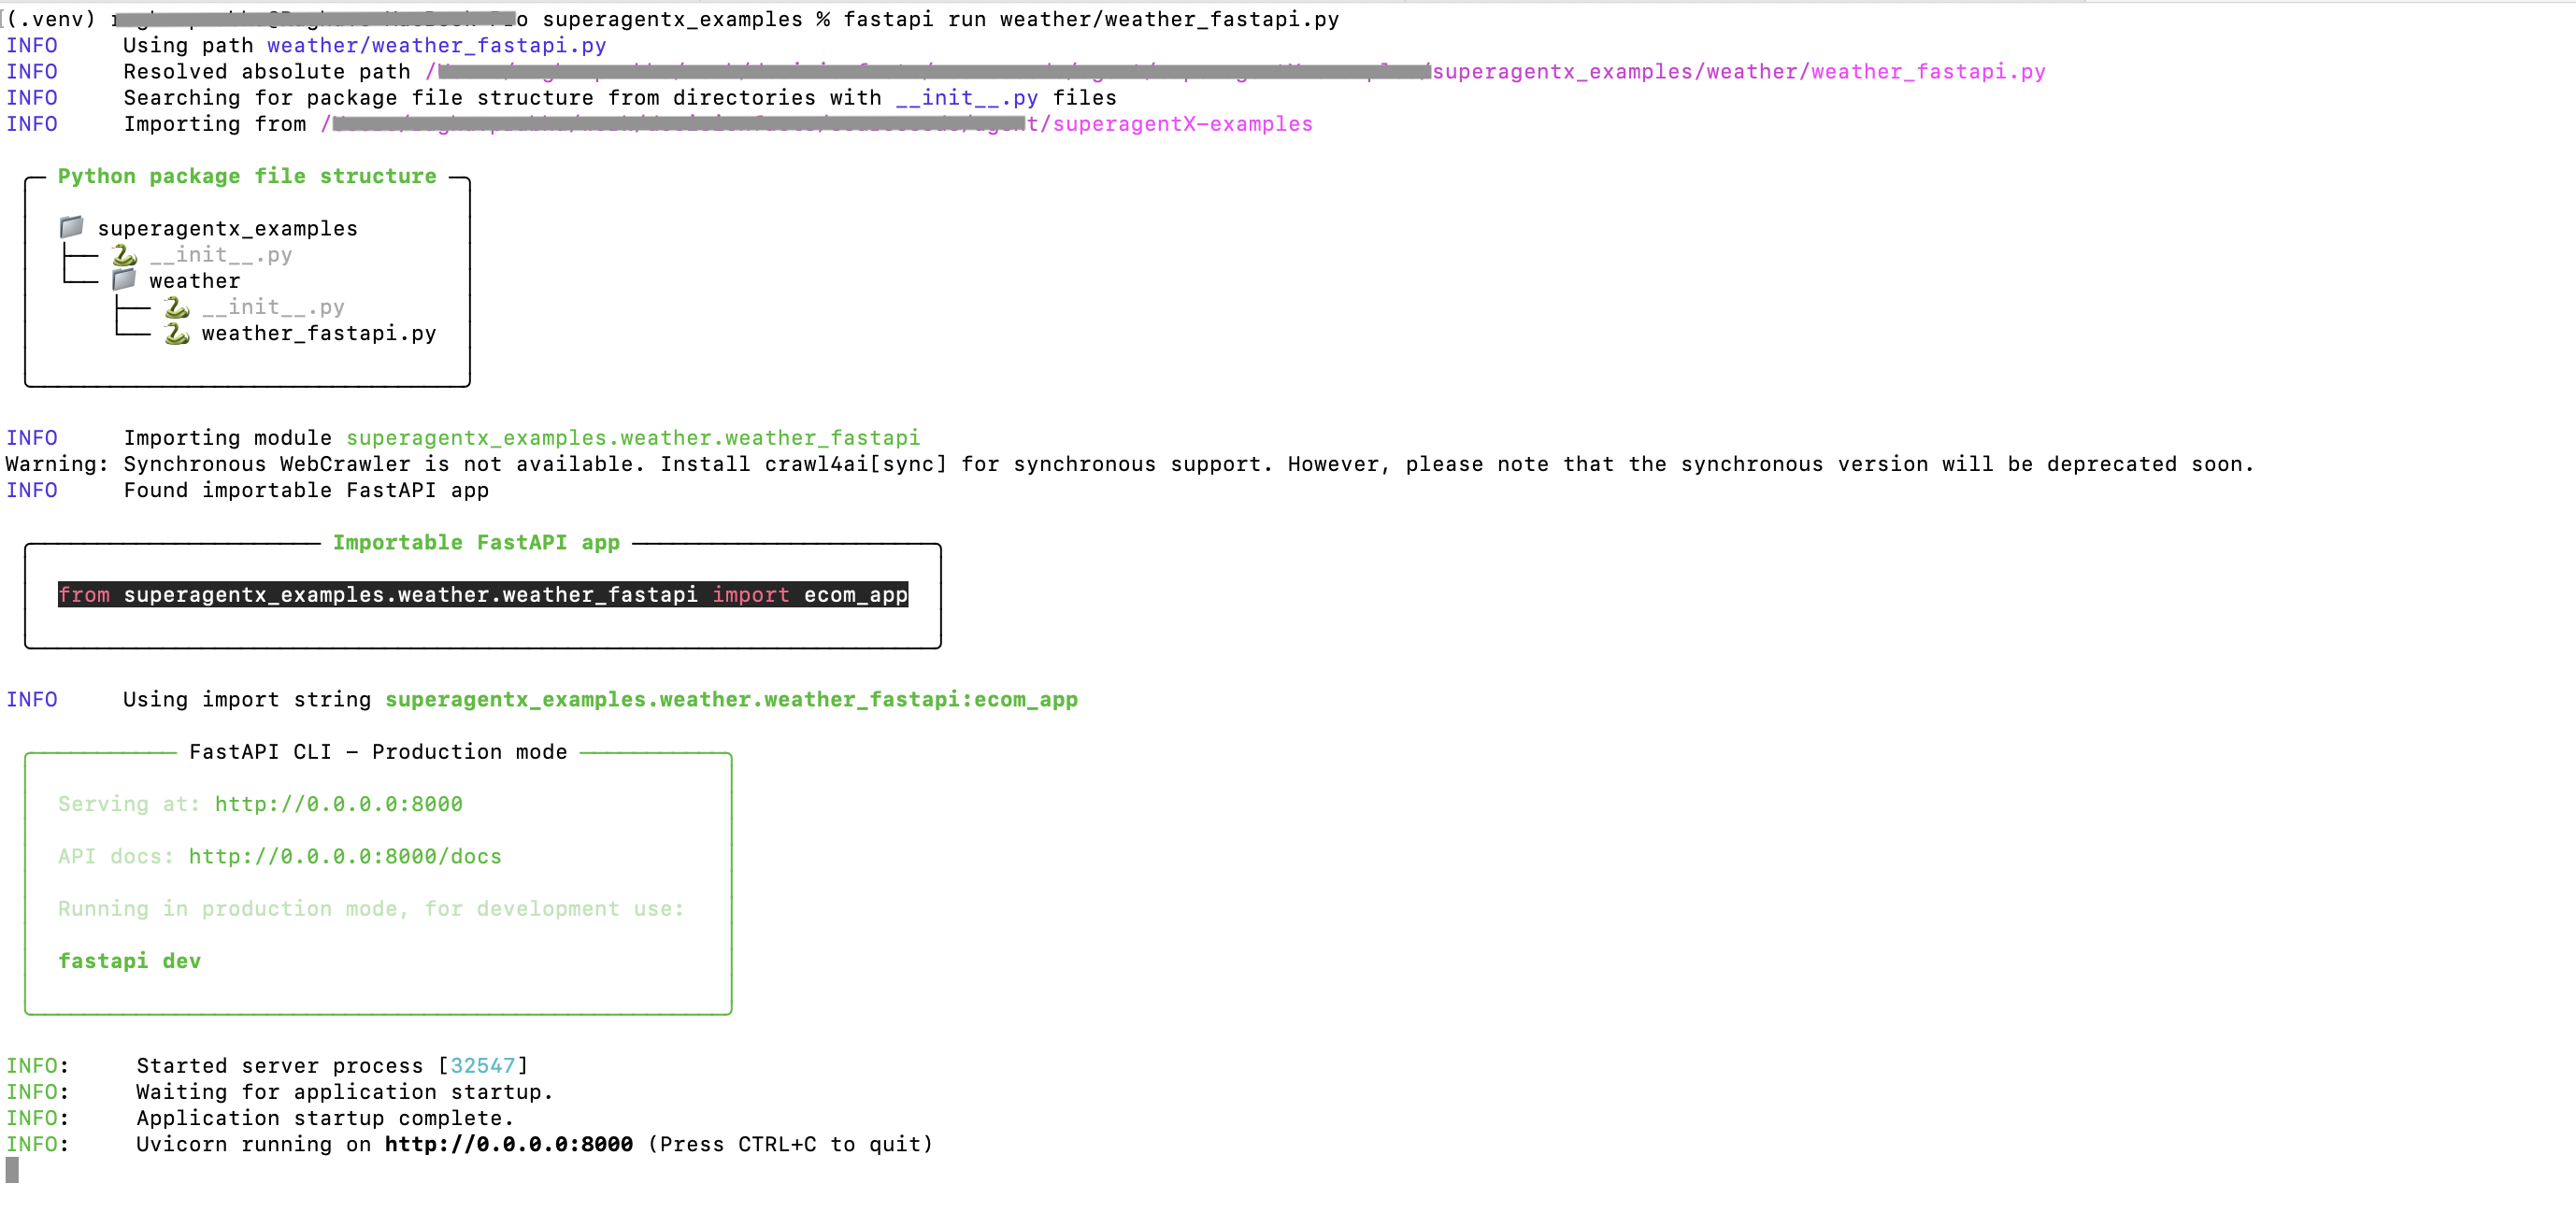 (.venv) superagentx_examples % fastapi run weather/weather_fastapi.py
INFO Using path weather/weather_fastapi.py
INFO Resolved absolute path /superagentx_examples/weather/weather_fastapi.py
INFO Searching for package file structure from directories with __init__.py files
INFO Importing from /superagentX-examples
Python package file structure
superagentx_examples
__init__.py
weather
__init__.py
weather_fastapi.py
INFO Importing module superagentx_examples.weather.weather_fastapi
Warning: Synchronous WebCrawler is not available. Install crawl4ai[sync] for synchronous support. However, please note that the synchronous version will be deprecated soon.
INFO Found importable FastAPI app
Importable FastAPI app
from superagentx_examples.weather.weather_fastapi import ecom_app
INFO Using import string superagentx_examples.weather.weather_fastapi:ecom_app
FastAPI CLI - Production mode
Serving at: http://0.0.0.0:8000
API docs: http://0.0.0.0:8000/docs
Running in production mode, for development use:
fastapi dev
INFO: Started server process [32547]
INFO: Waiting for application startup.
INFO: Application startup complete.
INFO: Uvicorn running on http://0.0.0.0:8000 (Press CTRL+C to quit)